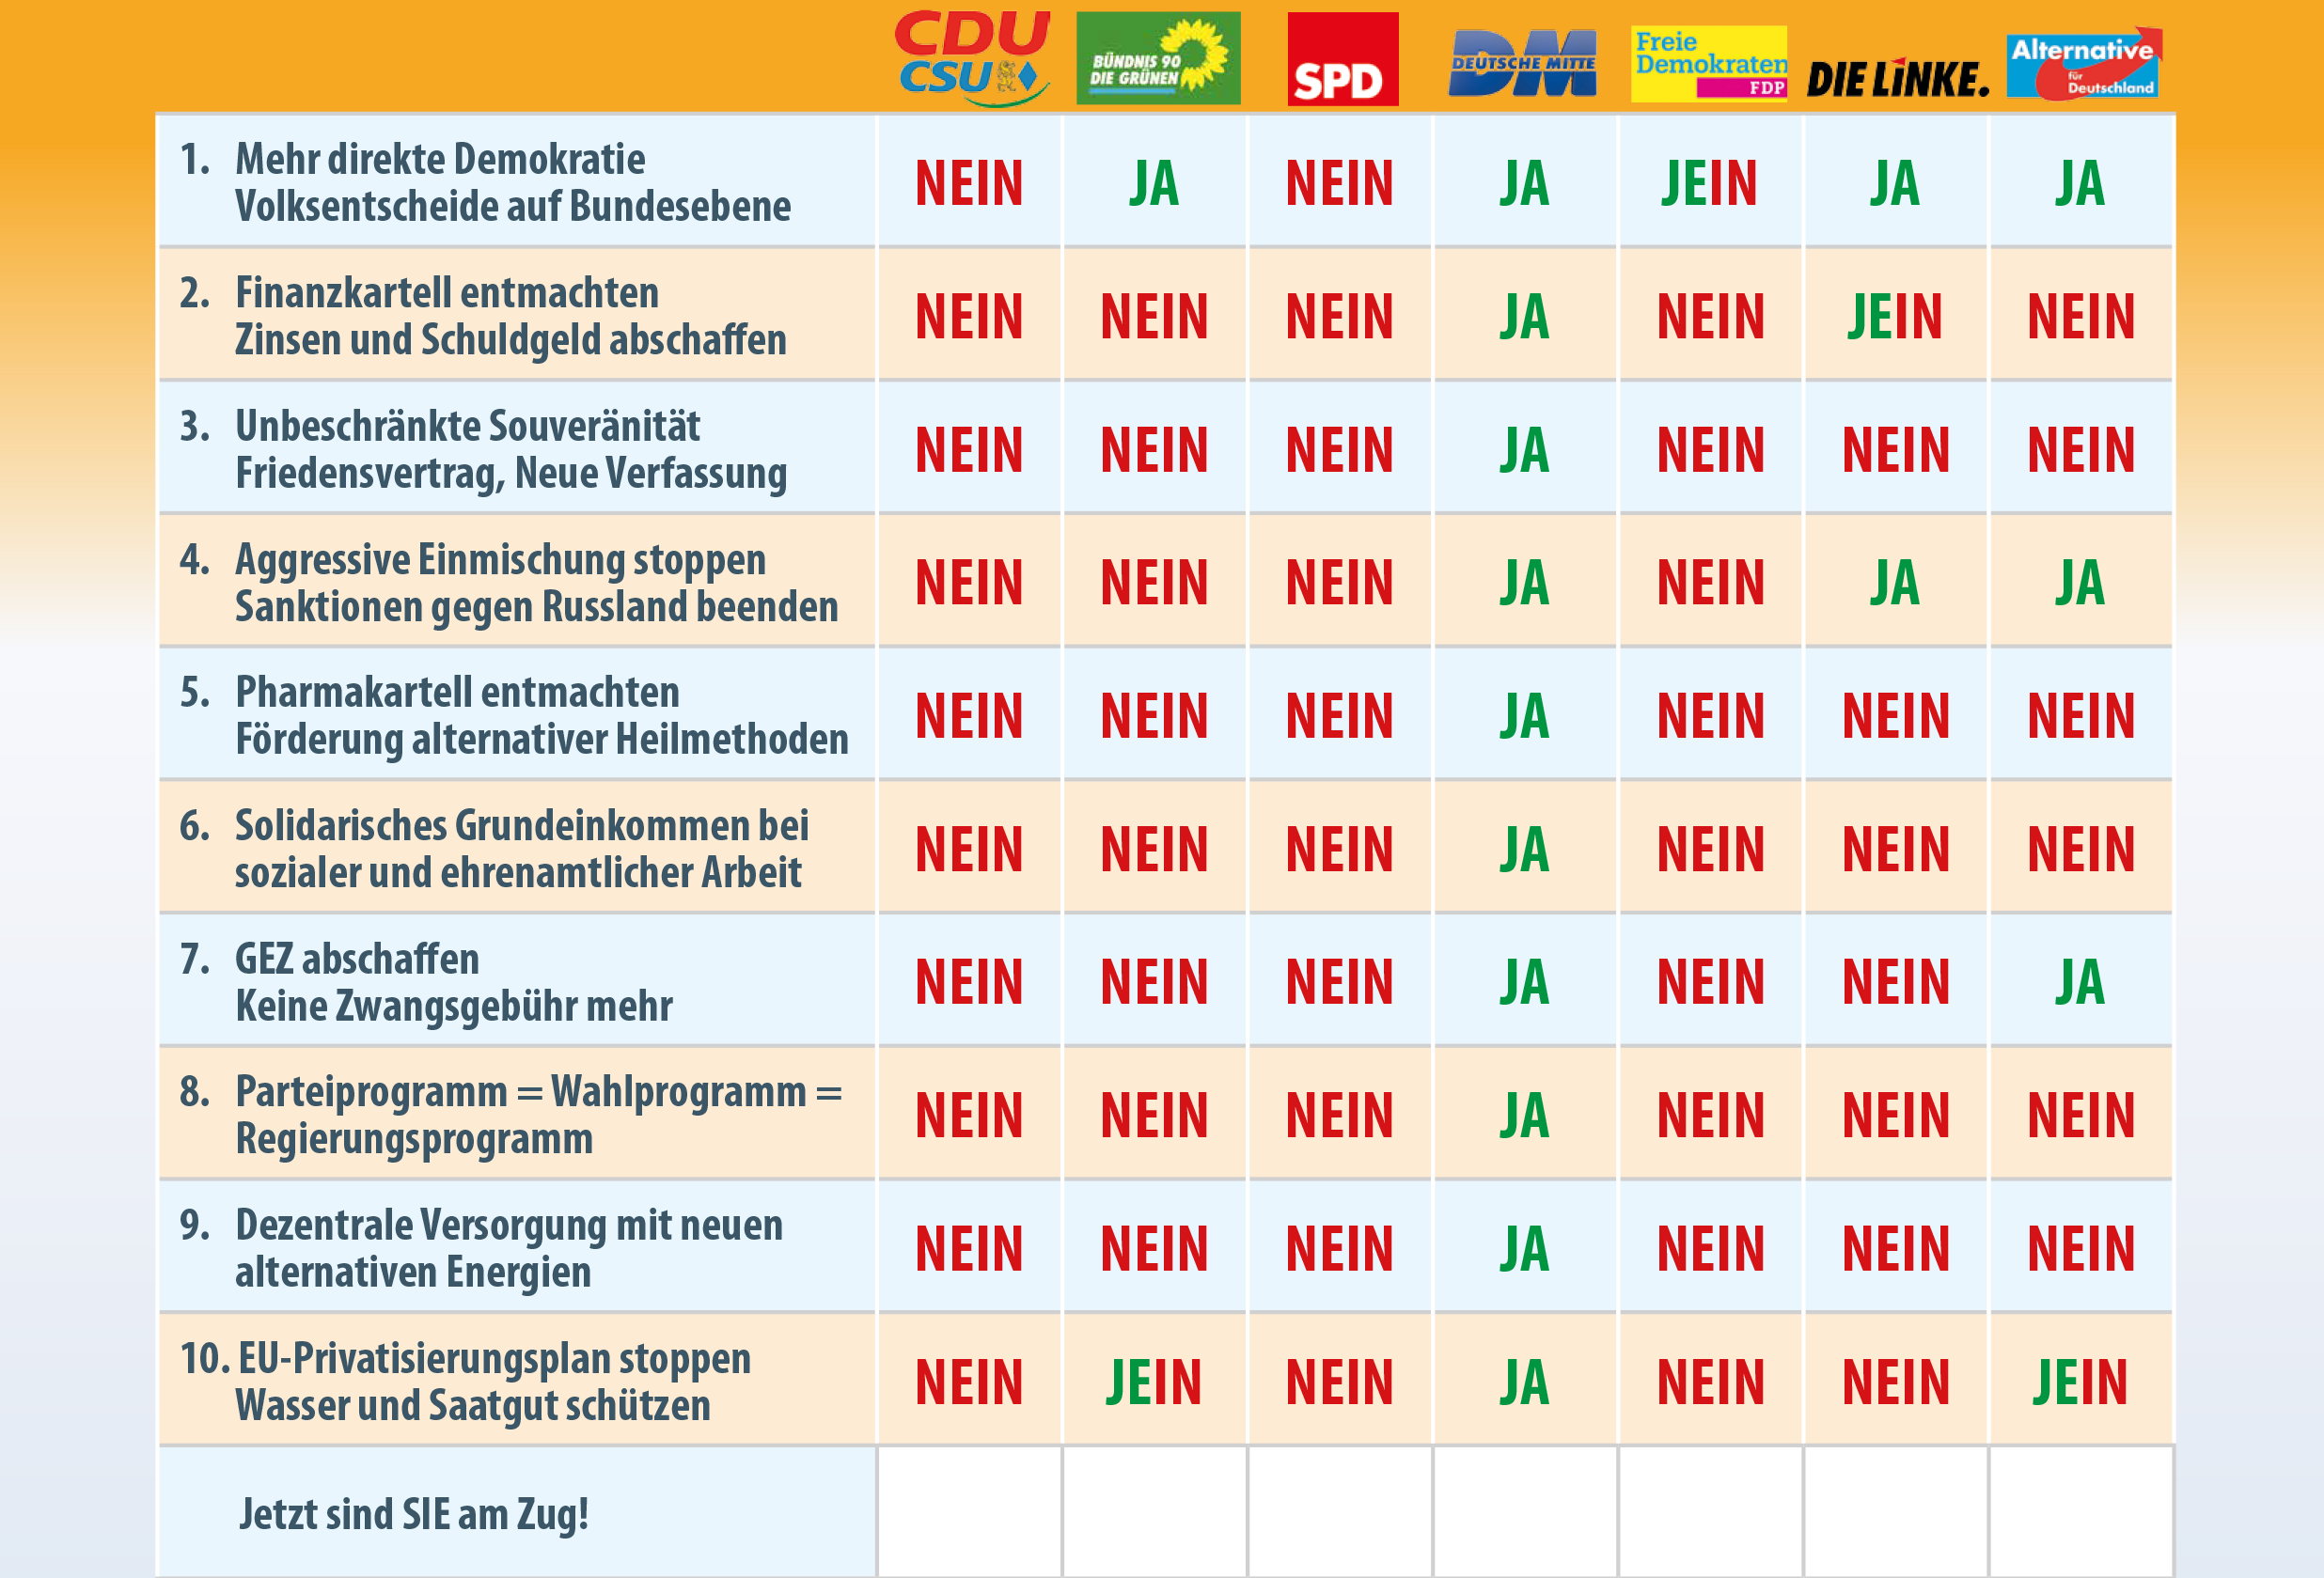 CDU
CSU
BÜNDNIS 90
DIE GRÜNEN
SPD
DM
DEUTSCHE MITTE
Freie
Demokraten
FDP
DIE LINKE.
Alternative
für
Deutschland
1. Mehr direkte Demokratie
Volksentscheide auf Bundesebene
NEIN JA NEIN JA JEIN JA JA
2. Finanzkartell entmachten
Zinsen und Schuldgeld abschaffen
NEIN NEIN NEIN JA NEIN JEIN NEIN
3. Unbeschränkte Souveränität
Friedensvertrag, Neue Verfassung
NEIN NEIN NEIN JA NEIN NEIN NEIN
4. Aggressive Einmischung stoppen
Sanktionen gegen Russland beenden
NEIN NEIN NEIN JA NEIN JA JA
5. Pharmakartell entmachten
Förderung alternativer Heilmethoden
NEIN NEIN NEIN JA NEIN NEIN NEIN
6. Solidarisches Grundeinkommen bei
sozialer und ehrenamtlicher Arbeit
NEIN NEIN NEIN JA NEIN NEIN NEIN
7. GEZ abschaffen
Keine Zwangsgebühr mehr
NEIN NEIN NEIN JA NEIN NEIN JA
8. Parteiprogramm = Wahlprogramm =
Regierungsprogramm
NEIN NEIN NEIN JA NEIN NEIN NEIN
9. Dezentrale Versorgung mit neuen
alternativen Energien
NEIN NEIN NEIN JA NEIN NEIN NEIN
10. EU-Privatisierungsplan stoppen
Wasser und Saatgut schützen
NEIN JEIN NEIN JA NEIN NEIN JEIN
Jetzt sind SIE am Zug!